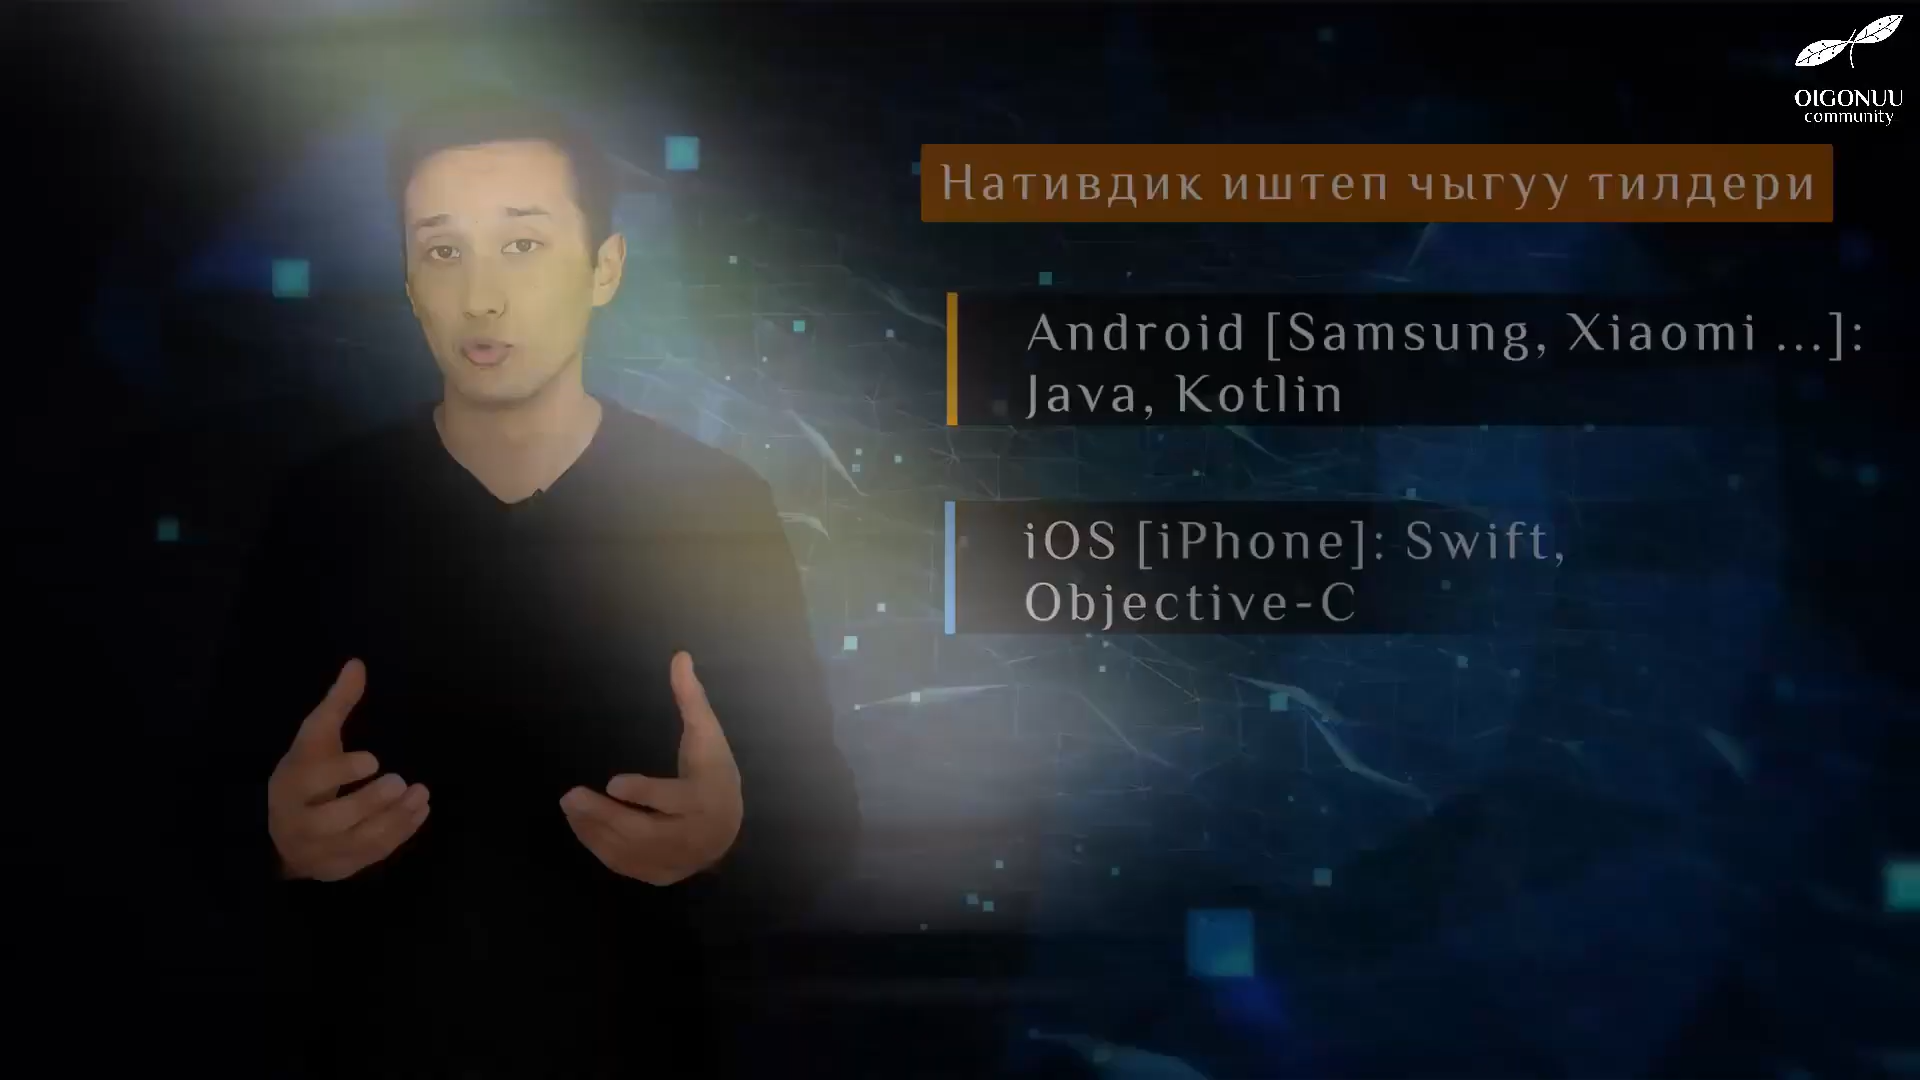 OIGONUU
community
Нативдик иштеп чыгуу тилдери
Android [Samsung, Xiaomi ...]:
Java, Kotlin
iOS [iPhone]: Swift,
Objective-C